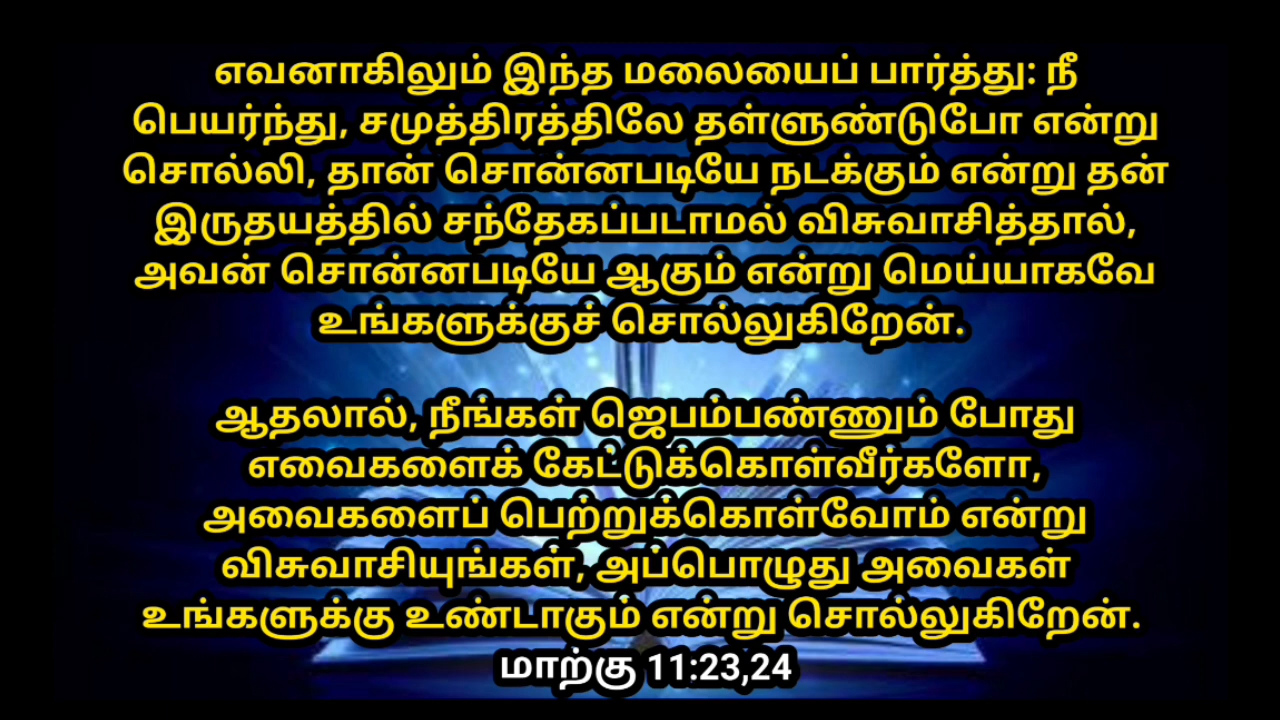 எவனாகிலும் இந்த மலையைப் பார்த்து: நீ
பெயர்ந்து, சமுத்திரத்திலே தள்ளுண்டுபோ என்று
சொல்லி, தான் சொன்னபடியே நடக்கும் என்று தன்
இருதயத்தில் சந்தேகப்படாமல் விசுவாசித்தால்,
அவன் சொன்னபடியே ஆகும் என்று மெய்யாகவே
உங்களுக்குச் சொல்லுகிறேன்.
ஆதலால், நீங்கள் ஜெபம்பண்ணும் போது
எவைகளைக் கேட்டுக்கொள்வீர்களோ,
அவைகளைப் பெற்றுக்கொள்வோம் என்று
விசுவாசியுங்கள், அப்பொழுது அவைகள்
உங்களுக்கு உண்டாகும் என்று சொல்லுகிறேன்.
மாற்கு 11:23,24